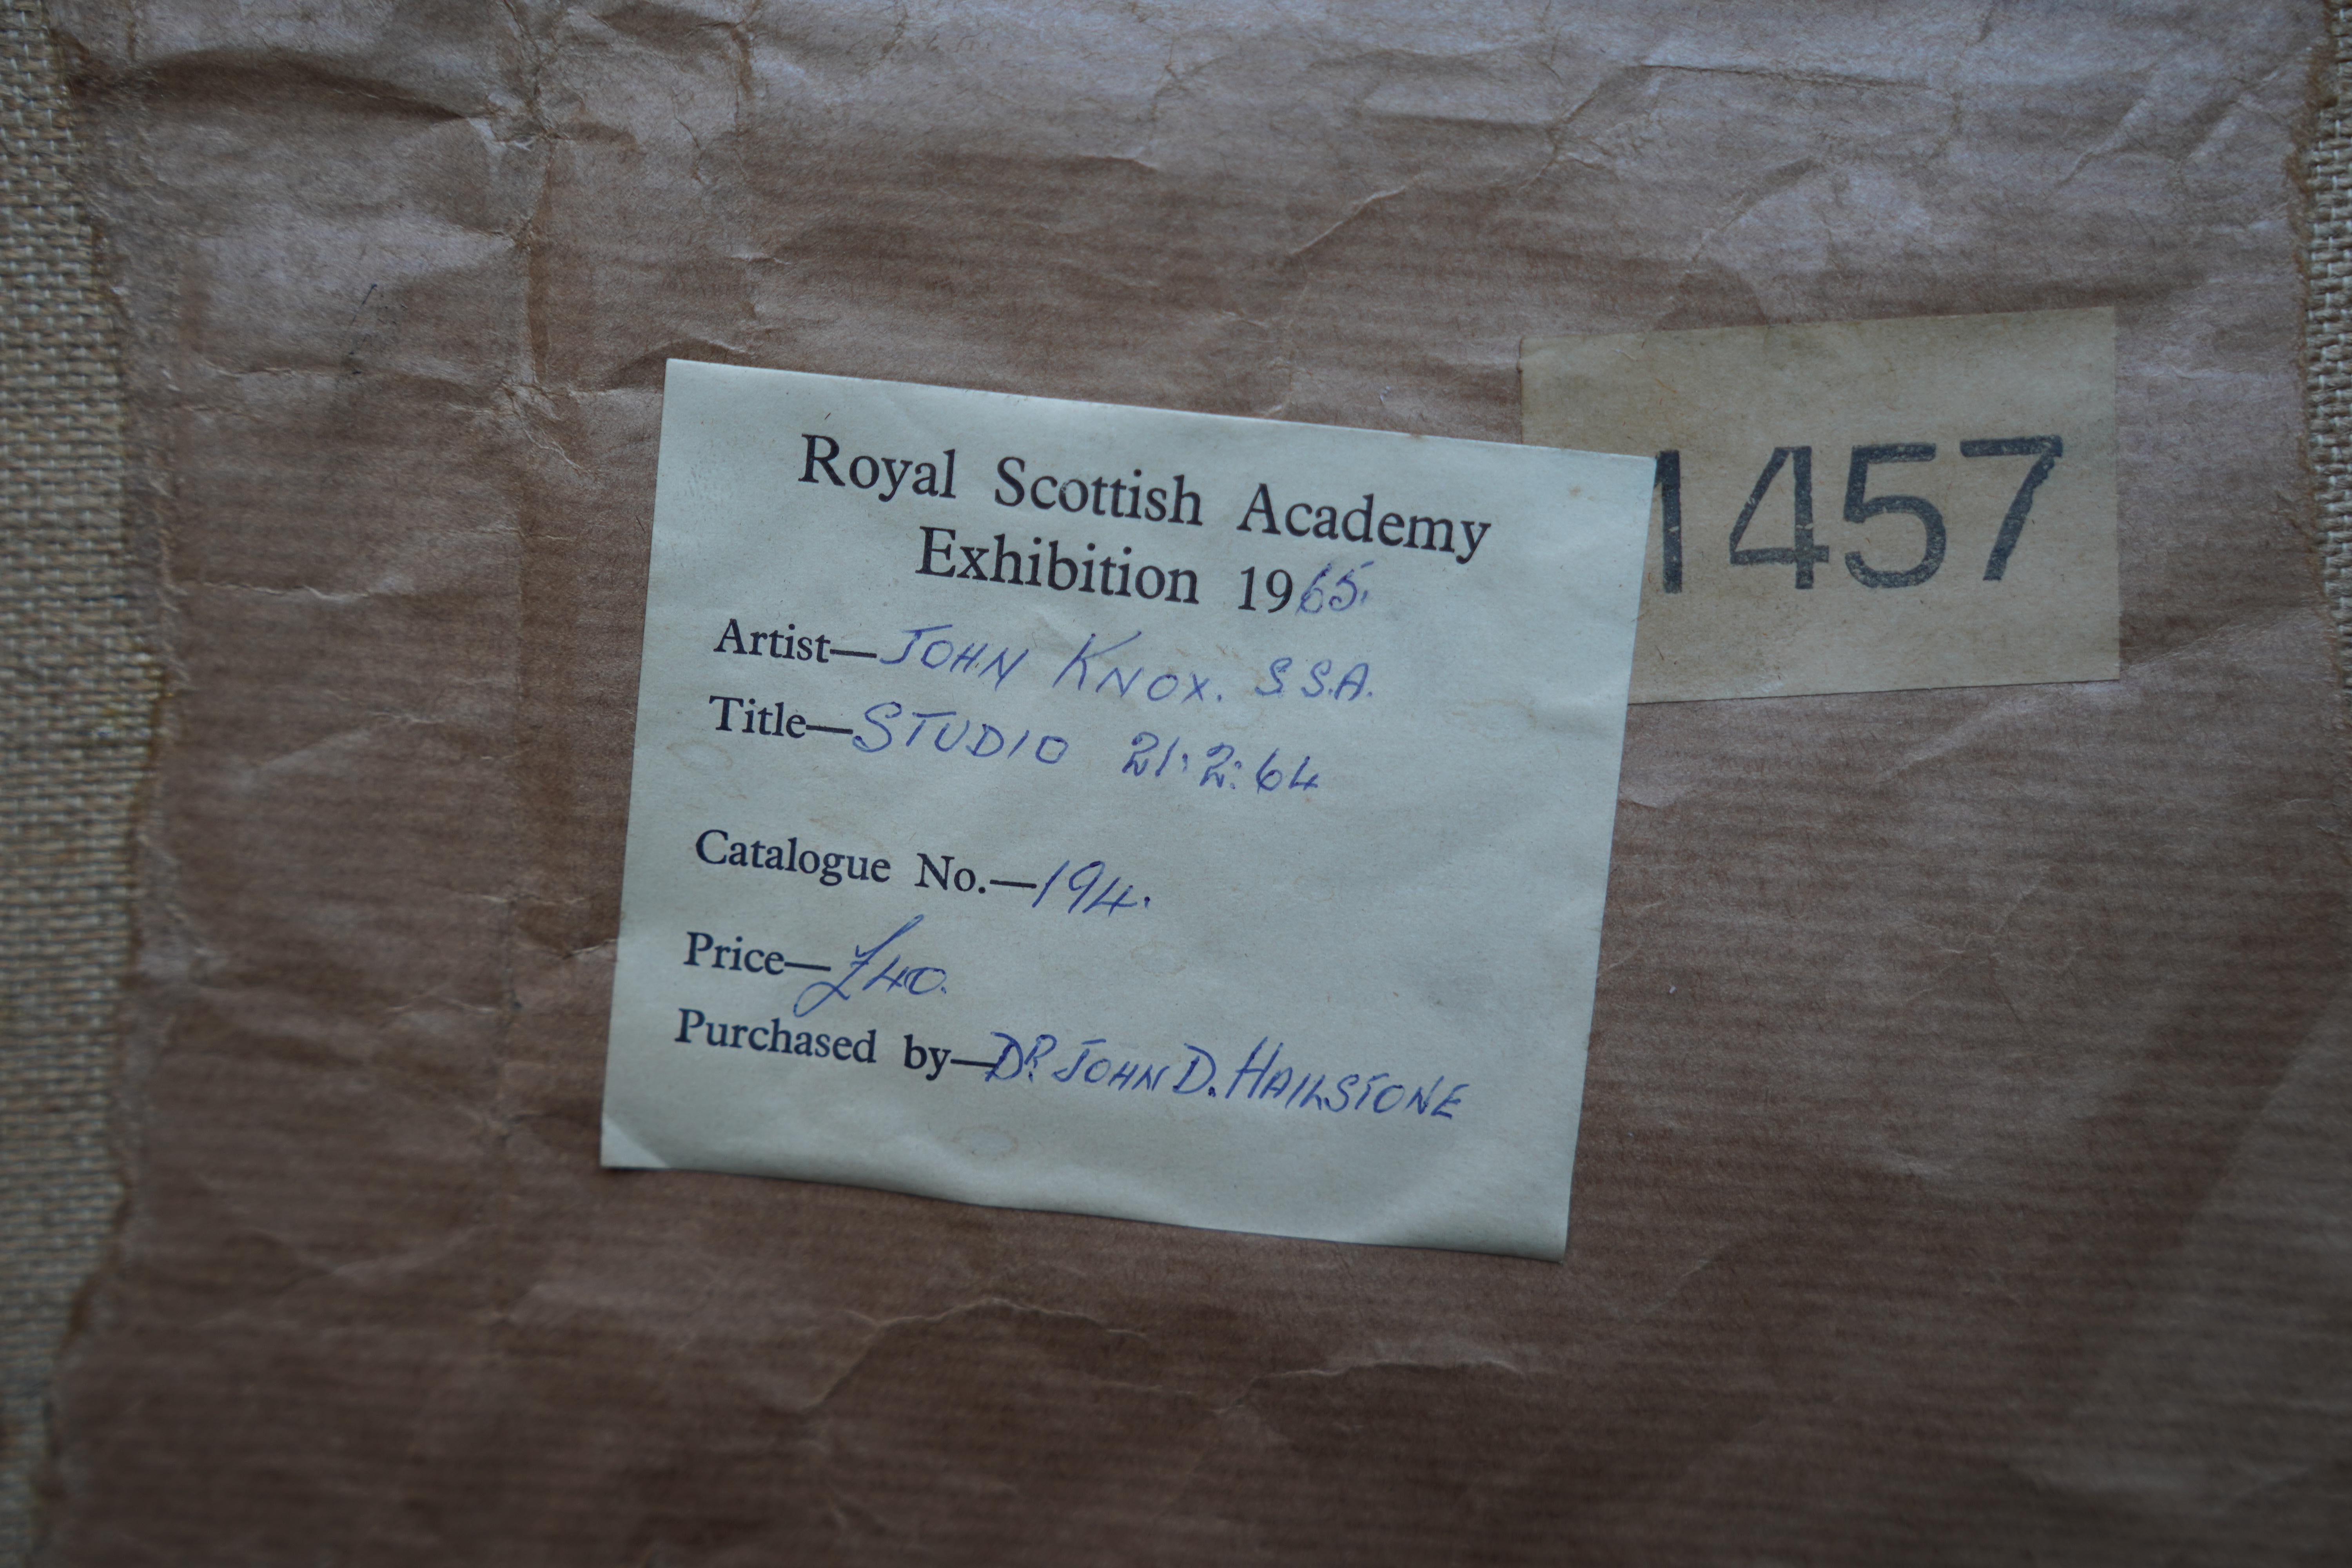 Royal Scottish Academy
Exhibition 1965.
Artist—JOHN KNOX. S.S.A.
Title—STUDIO 21:2:64
Catalogue No.—194.
Price—£40.
Purchased by—DR. JOHN D. HAILSTONE
1457